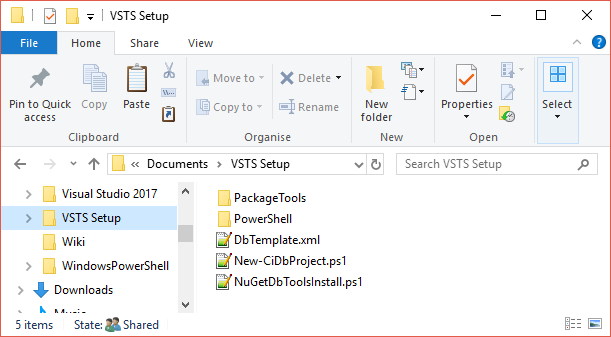 VSTS Setup
File Home Share View
Pin to Quick access
Copy
Paste
Clipboard
Move to
Copy to
Delete
Rename
Organise
New folder
New
Properties
Open
Select
« Documents > VSTS Setup
Search VSTS Setup
Visual Studio 2017
VSTS Setup
Wiki
WindowsPowerShell
Downloads
Music
PackageTools
PowerShell
DbTemplate.xml
New-CiDbProject.ps1
NuGetDbToolsInstall.ps1
5 items State: Shared